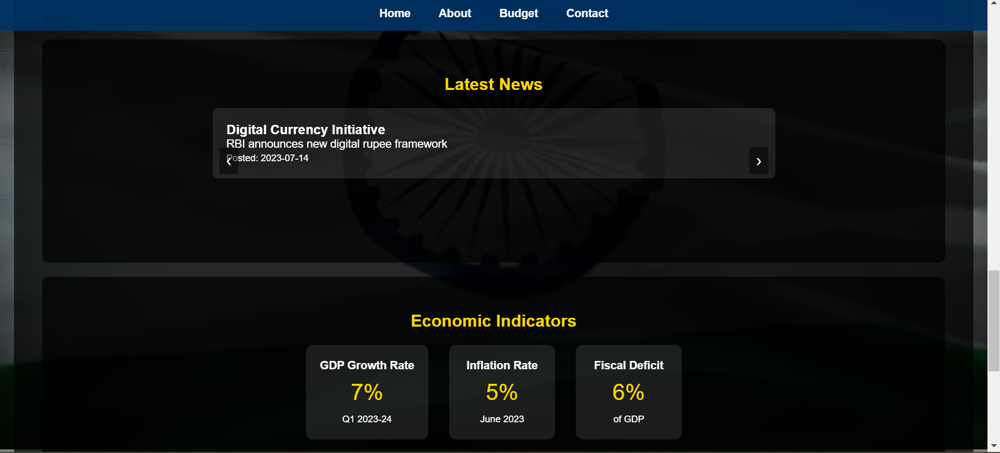 Home About Budget Contact
Latest News
Digital Currency Initiative
RBI announces new digital rupee framework
Posted: 2023-07-14
‹ ›
Economic Indicators
GDP Growth Rate Inflation Rate Fiscal Deficit
7% 5% 6%
Q1 2023-24 June 2023 of GDP